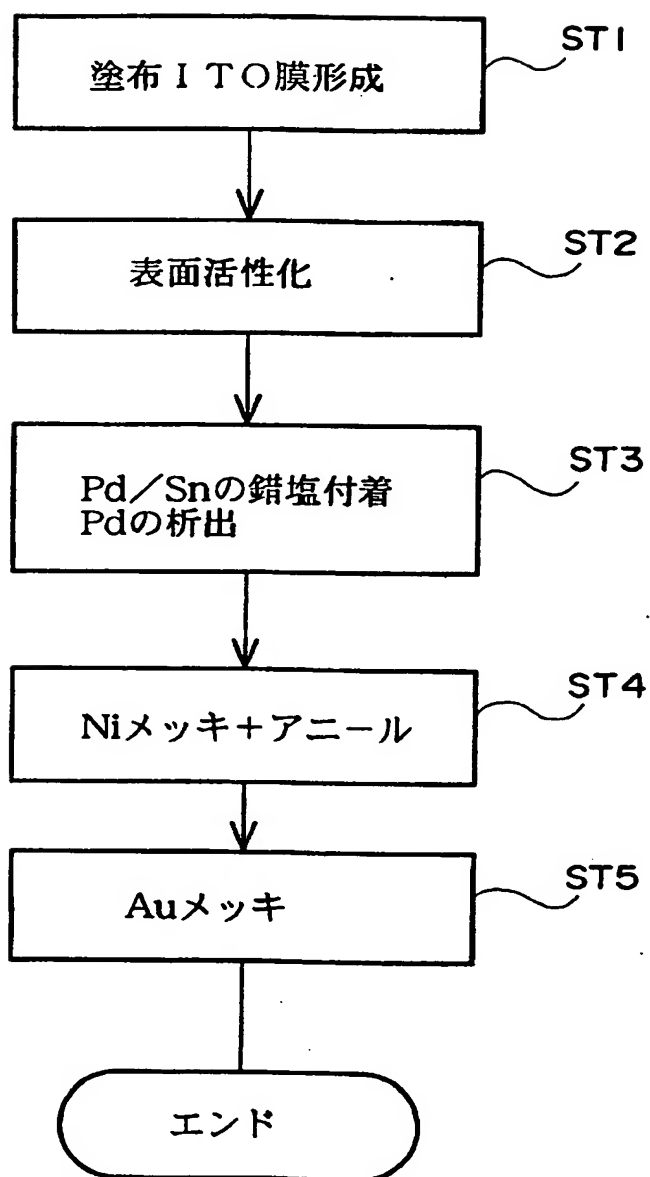 塗布ＩＴＯ膜形成
ST1
表面活性化
ST2
Pd／Snの錯塩付着
Pdの析出
ST3
Niメッキ＋アニール
ST4
Auメッキ
ST5
エンド